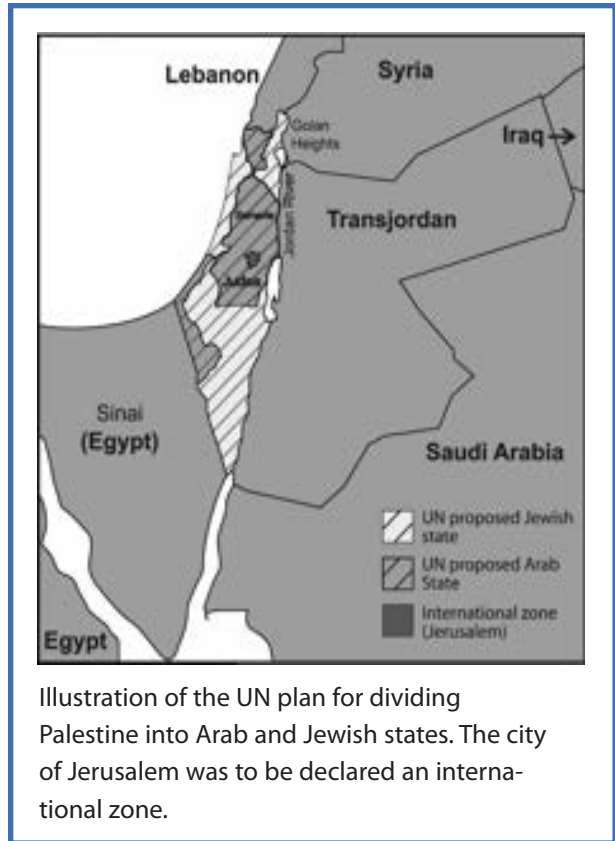 Lebanon
Syria
Golan
Heights
Iraq
Jordan River
Transjordan
Samaria
Judea
Sinai
(Egypt)
Saudi Arabia
UN proposed Jewish
state
UN proposed Arab
State
International zone
(Jerusalem)
Egypt
Illustration of the UN plan for dividing
Palestine into Arab and Jewish states. The city
of Jerusalem was to be declared an interna-
tional zone.